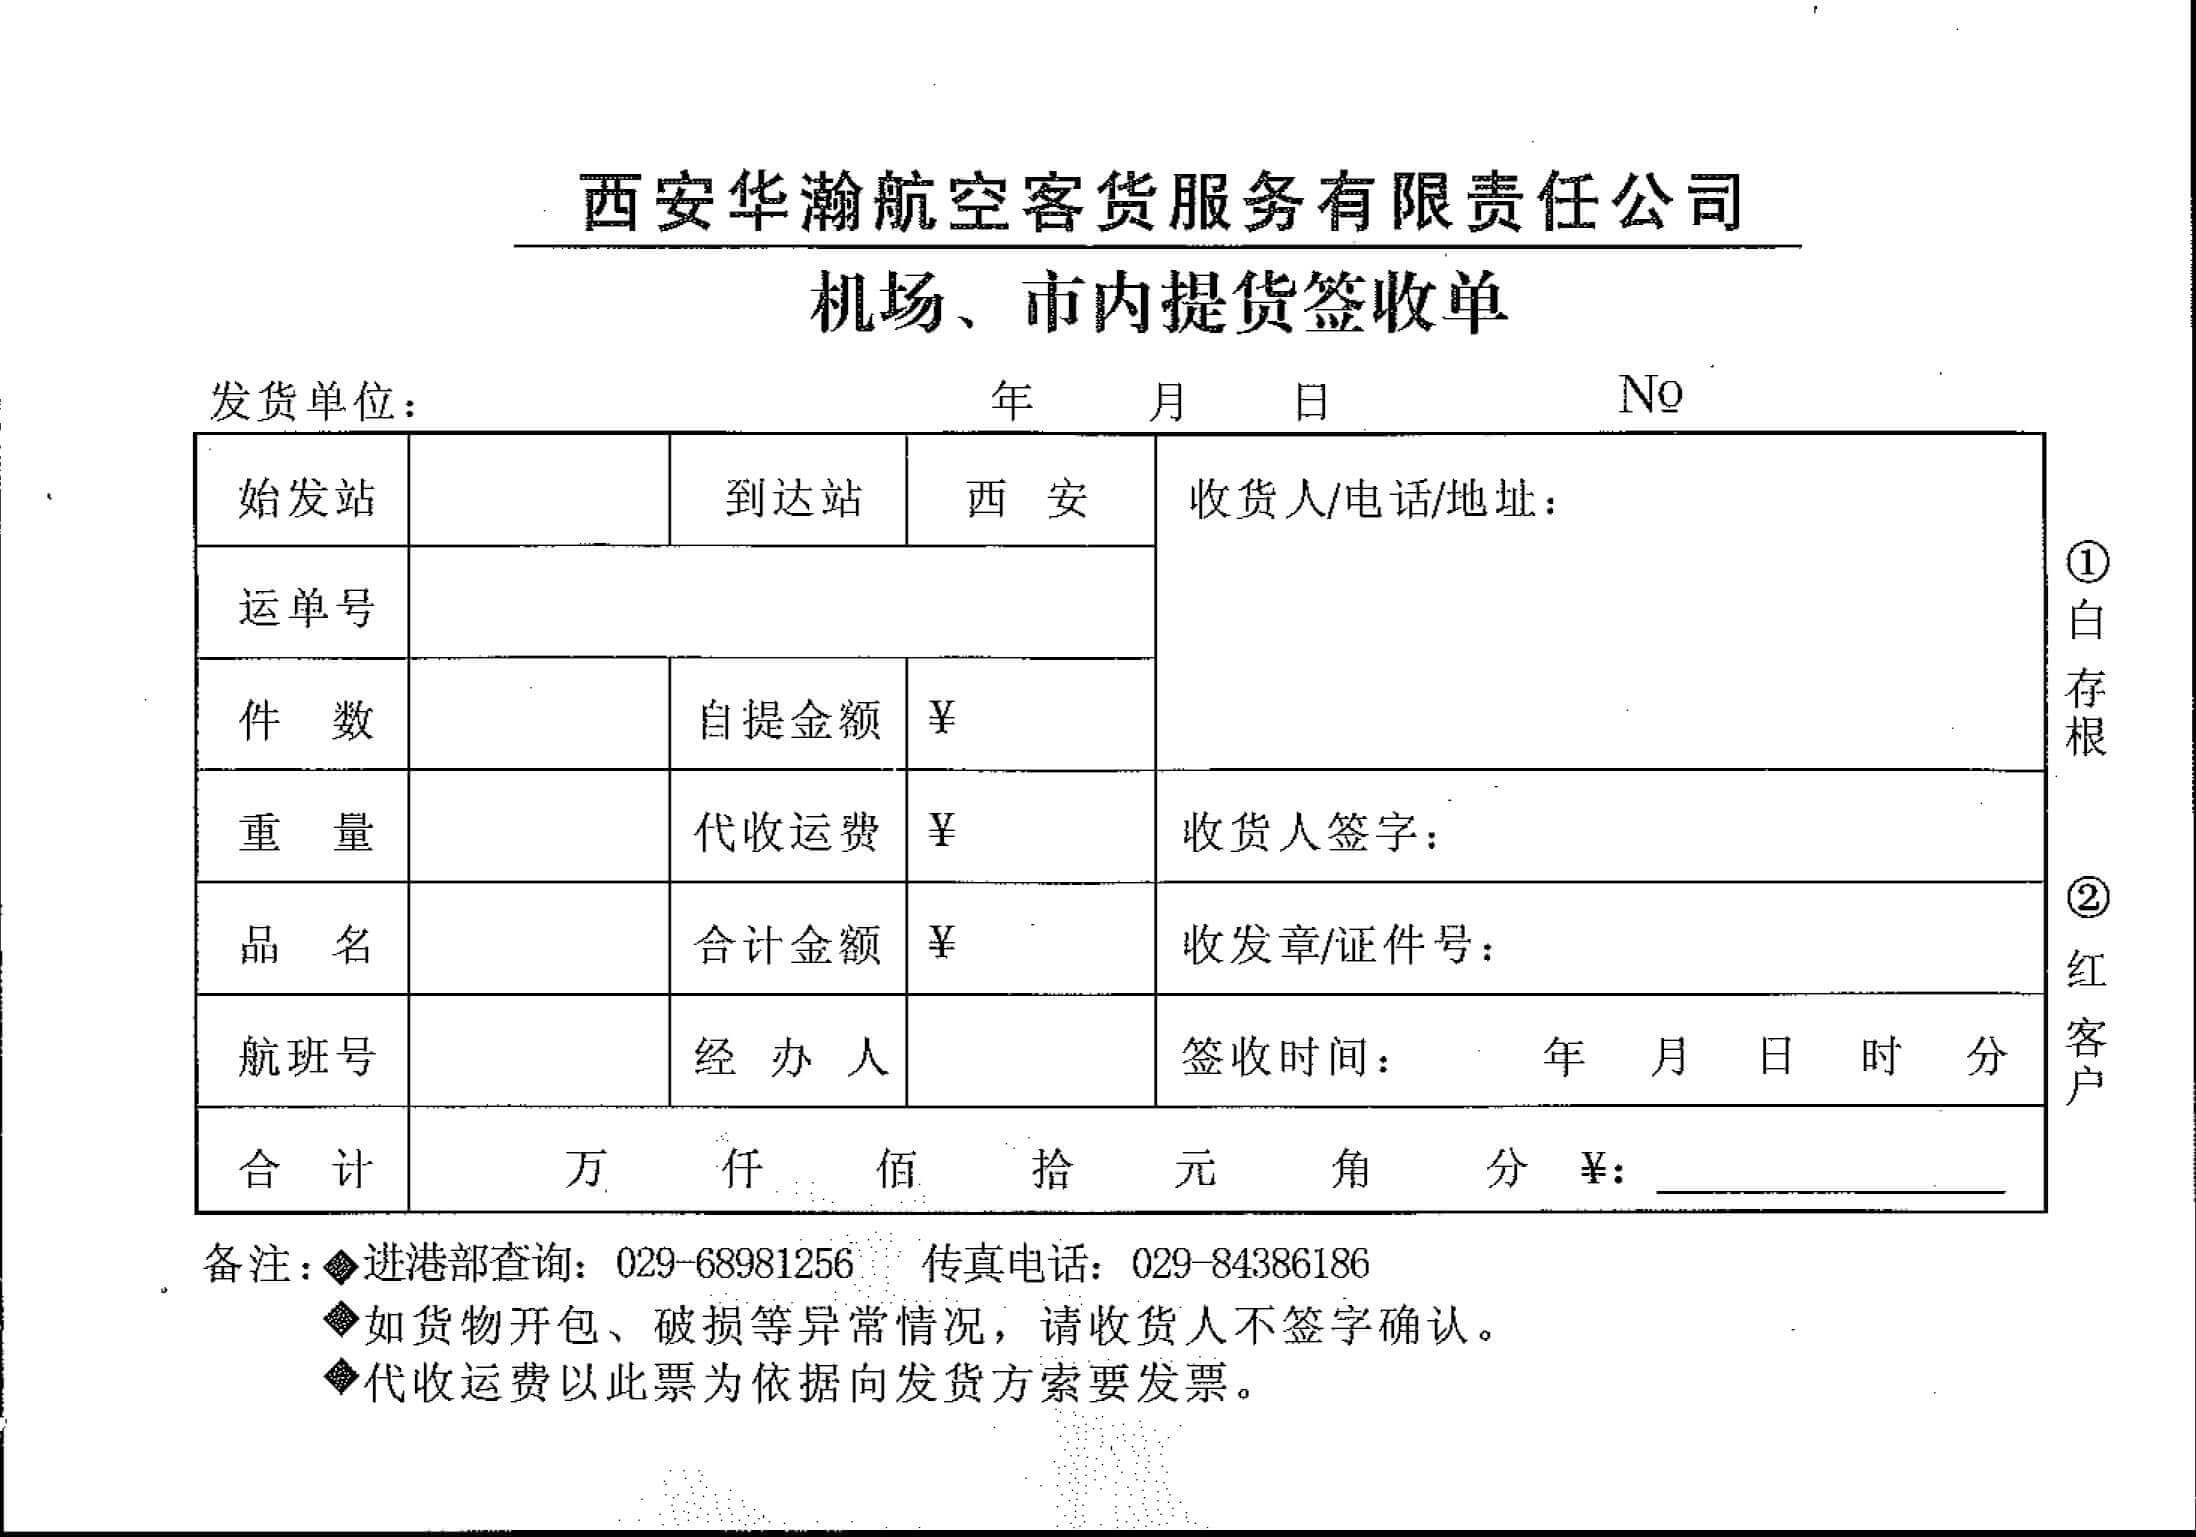 西安华瀚航空客货服务有限责任公司
机场、市内提货签收单
发货单位： 年 月 日 №
始发站 到达站 西 安 收货人/电话/地址：
运单号
件 数 自提金额 ¥
重 量 代收运费 ¥ 收货人签字：
品 名 合计金额 ¥ 收发章/证件号：
航班号 经 办 人 签收时间： 年 月 日 时 分
合 计 万 仟 佰 拾 元 角 分 ¥：
①白 存根
②红 客户
备注：◆进港部查询：029-68981256 传真电话：029-84386186
◆如货物开包、破损等异常情况，请收货人不签字确认。
◆代收运费以此票为依据向发货方索要发票。